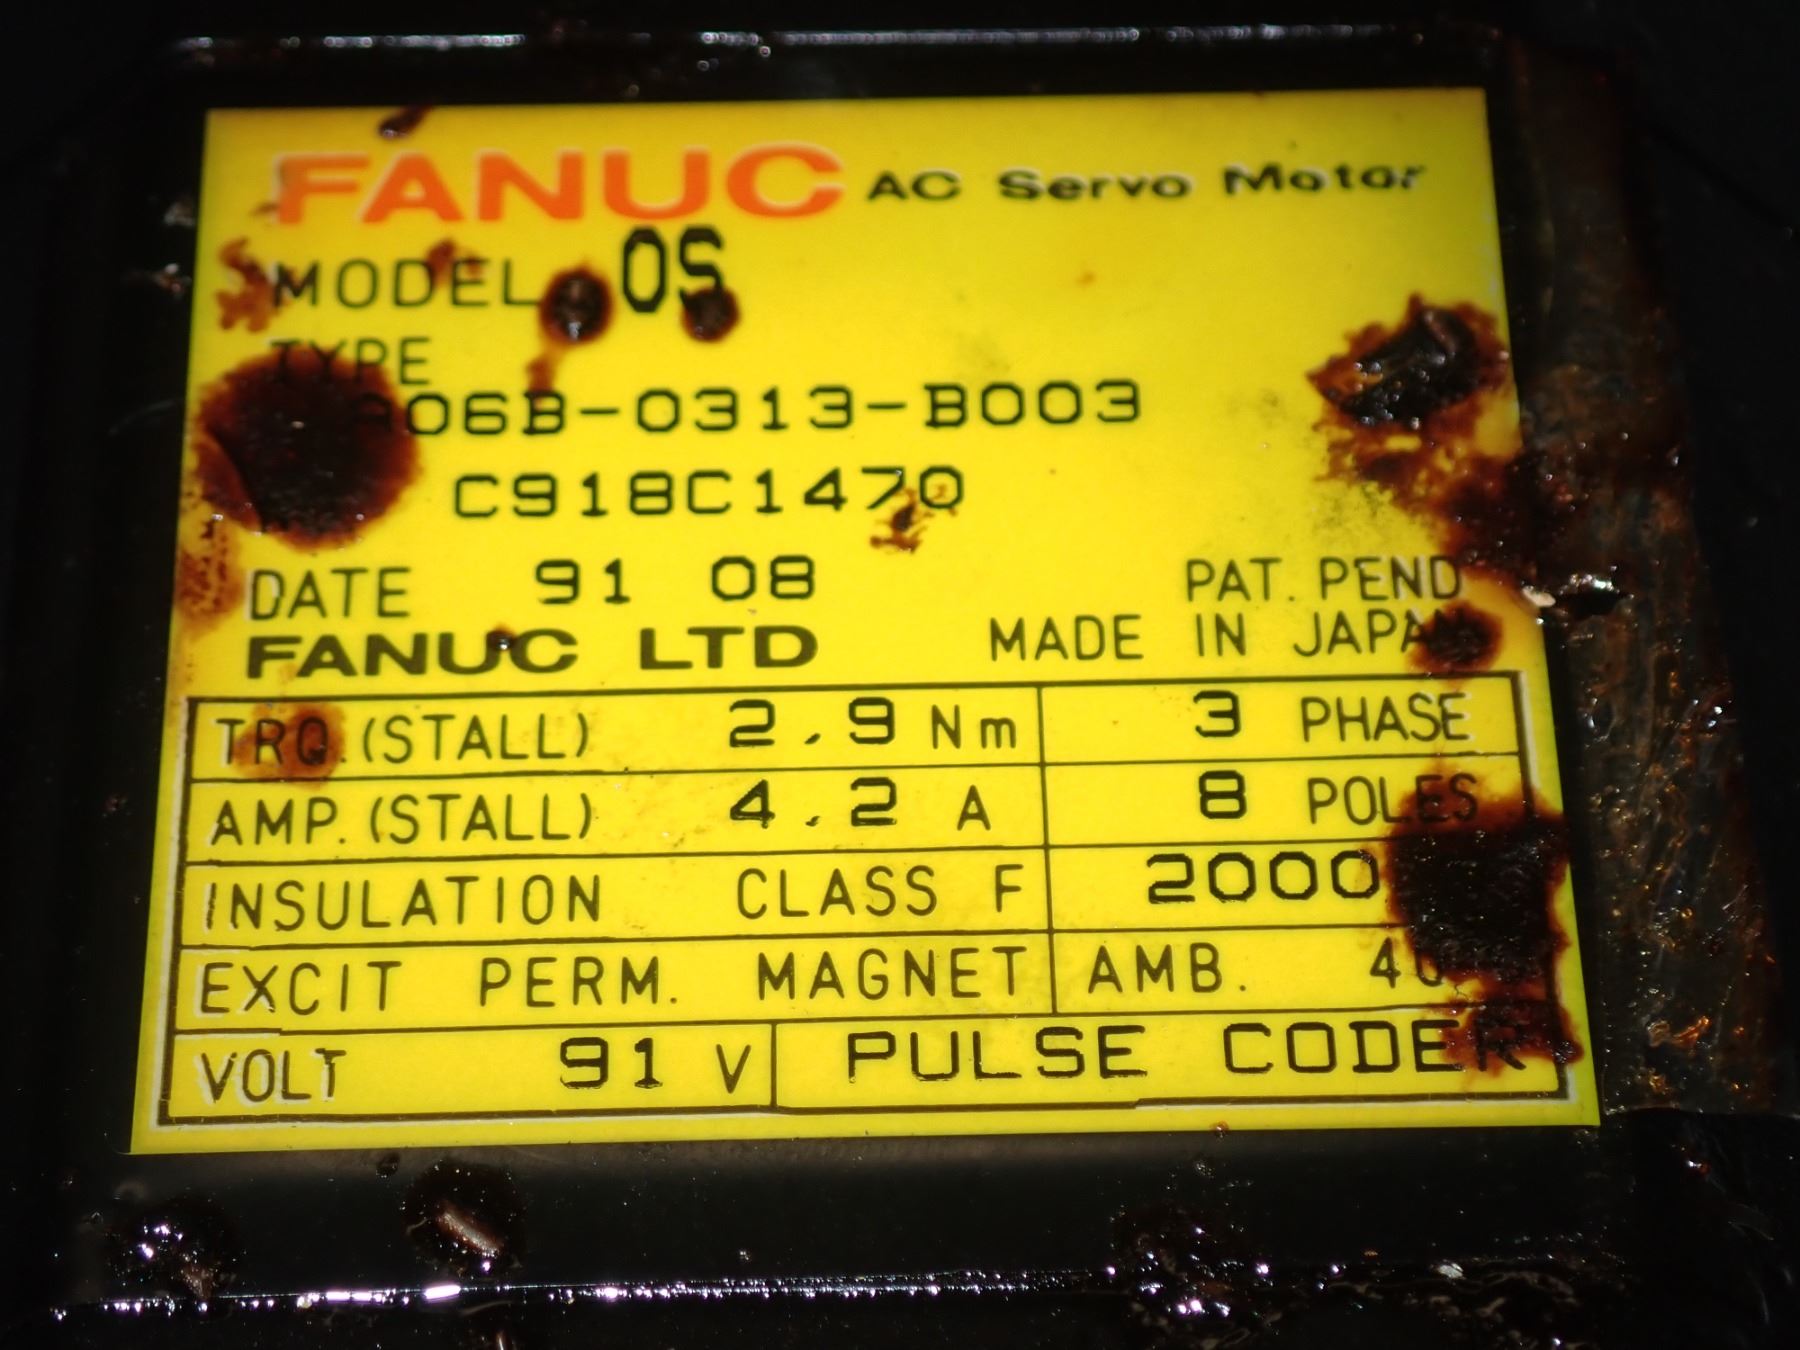 FANUC AC Servo Motor
MODEL 0S
TYPE
A06B-0313-B003
C918C1470
DATE 91 08
PAT. PEND
FANUC LTD
MADE IN JAPAN
TRQ.(STALL) 2.9 Nm 3 PHASE
AMP.(STALL) 4.2 A 8 POLES
INSULATION CLASS F 2000
EXCIT PERM. MAGNET AMB. 40
VOLT 91 V PULSE CODER